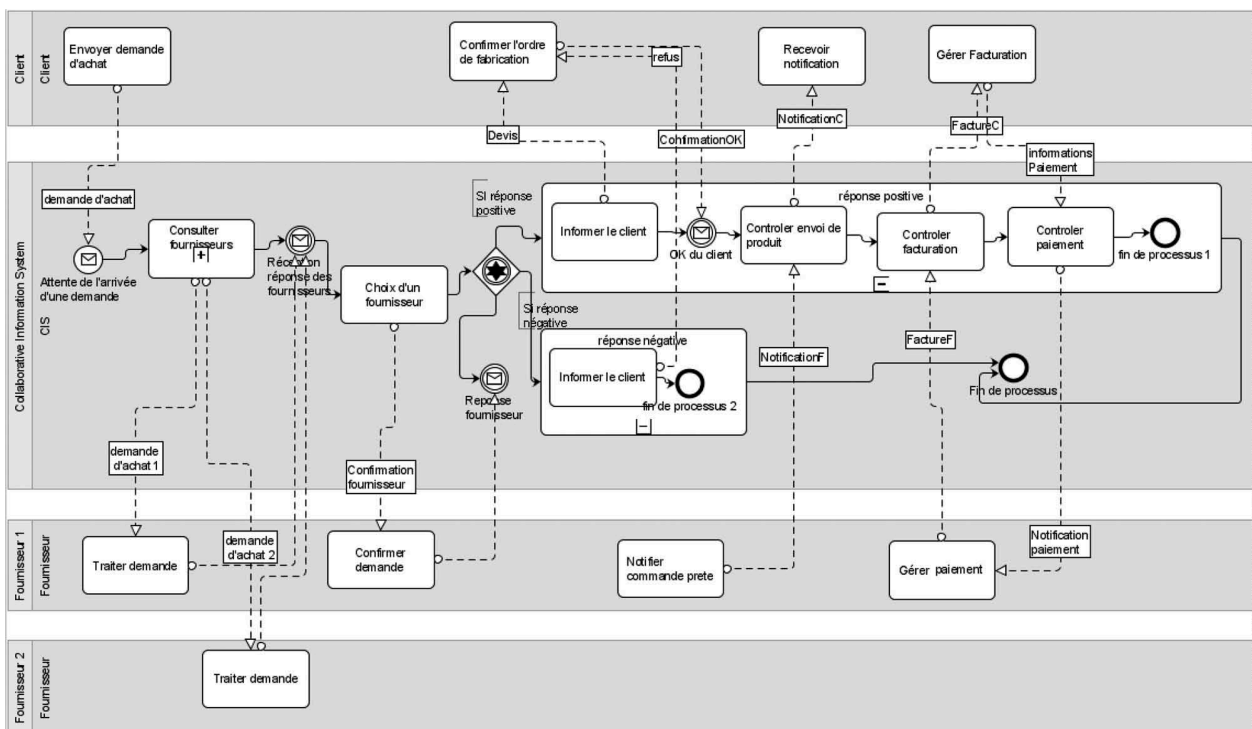 Client
Client
Envoyer demande
d'achat
Confirmer l'ordre
de fabrication
refus
Recevoir
notification
Gérer Facturation
Devis
CohfirmationOK
NotificationC
FactureC
informations
Paiement
Collaborative Information System
CIS
demande d'achat
Attente de l'arrivée
d'une demande
Consulter
fournisseurs
réponse des
fournisseurs
Choix d'un
fournisseur
SI réponse
positive
Si réponse
négative
réponse positive
Informer le client
OK du client
Controler envoi de
produit
Controler
facturation
Controler
paiement
fin de processus 1
réponse négative
Informer le client
fin de processus 2
Reponse
fournisseur
NotificationF
FactureF
Fin de processus
demande
d'achat 1
Confirmation
fournisseur
demande
d'achat 2
Notification
paiement
Fournisseur 1
Fournisseur
Traiter demande
Confirmer
demande
Notifier
commande prete
Gérer paiement
Fournisseur 2
Fournisseur
Traiter demande